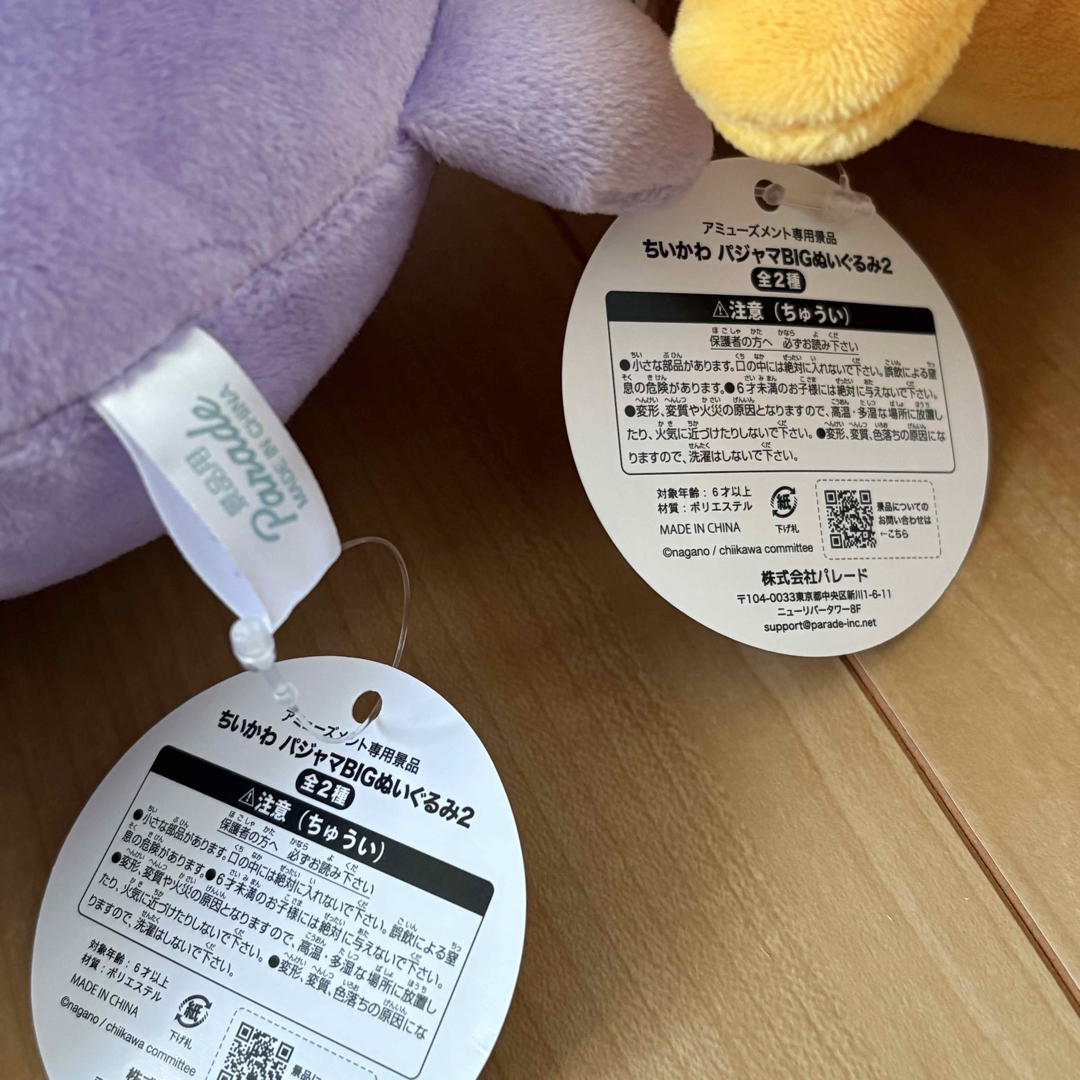 アミューズメント専用景品
ちいかわ パジャマBIGぬいぐるみ2
全2種
⚠注意（ちゅうい）
保護者の方へ 必ずお読み下さい
●小さな部品があります。口の中には絶対に入れないで下さい。誤飲による窒
息の危険があります。●6才未満のお子様には絶対に与えないで下さい。
●変形、変質や火災の原因となりますので、高温・多湿な場所に放置し
たり、火気に近づけたりしないで下さい。●変形、変質、色落ちの原因にな
りますので、洗濯はしないで下さい。
対象年齢：6才以上
材質：ポリエステル
MADE IN CHINA
紙
下げ札
景品についての
お問い合わせは
←こちら
©nagano / chiikawa committee
株式会社パレード
〒104-0033東京都中央区新川1-6-11
ニューリバータワー8F
support@parade-inc.net
景品用
Parade
MADE IN CHINA
アミューズメント専用景品
ちいかわ パジャマBIGぬいぐるみ2
全2種
⚠注意（ちゅうい）
保護者の方へ 必ずお読み下さい
●小さな部品があります。口の中には絶対に入れないで下さい。誤飲による窒
息の危険があります。●6才未満のお子様には絶対に与えないで下さい。
●変形、変質や火災の原因となりますので、高温・多湿な場所に放置し
たり、火気に近づけたりしないで下さい。●変形、変質、色落ちの原因にな
りますので、洗濯はしないで下さい。
対象年齢：6才以上
材質：ポリエステル
MADE IN CHINA
紙
下げ札
©nagano / chiikawa committee
景品に
株式